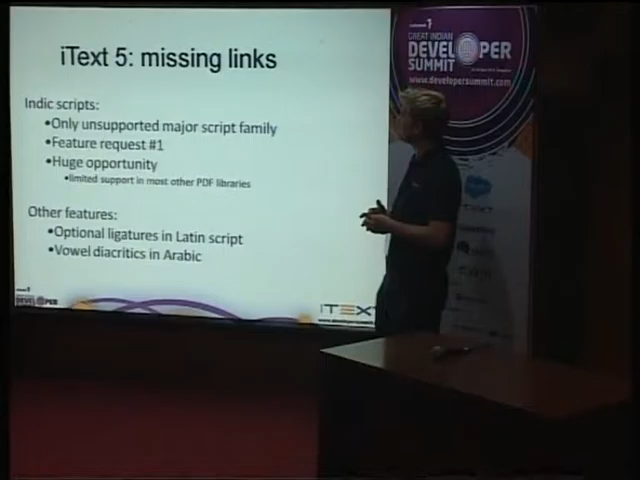 iText 5: missing links
Indic scripts:
•Only unsupported major script family
•Feature request #1
•Huge opportunity
•limited support in most other PDF libraries
Other features:
•Optional ligatures in Latin script
•Vowel diacritics in Arabic
iTEXT
GREAT INDIAN
DEVELOPER
SUMMIT
www.developersummit.com